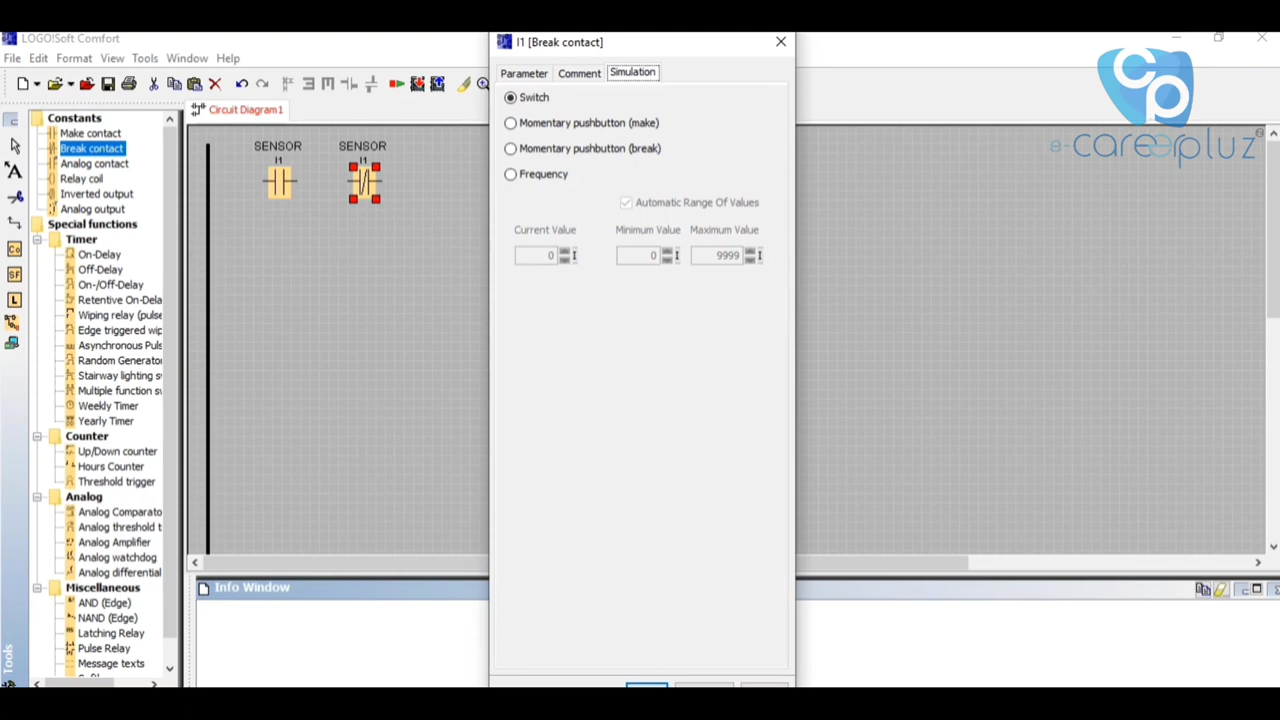 LOGO!Soft Comfort
File Edit Format View Tools Window Help
Circuit Diagram1
Constants
Make contact
Break contact
Analog contact
Relay coil
Inverted output
Analog output
Special functions
Timer
On-Delay
Off-Delay
On-/Off-Delay
Retentive On-Dela
Wiping relay (pulse
Edge triggered wip
Asynchronous Puls
Random Generator
Stairway lighting s
Multiple function s
Weekly Timer
Yearly Timer
Counter
Up/Down counter
Hours Counter
Threshold trigger
Analog
Analog Comparato
Analog threshold t
Analog Amplifier
Analog watchdog
Analog differential
Miscellaneous
AND (Edge)
NAND (Edge)
Latching Relay
Pulse Relay
Message texts
Tools
Co
SF
L
SENSOR SENSOR
I1 I1
I1 [Break contact]
Parameter Comment Simulation
Switch
Momentary pushbutton (make)
Momentary pushbutton (break)
Frequency
Automatic Range Of Values
Current Value Minimum Value Maximum Value
0 0 9999
Info Window
CP
e-careerpluz